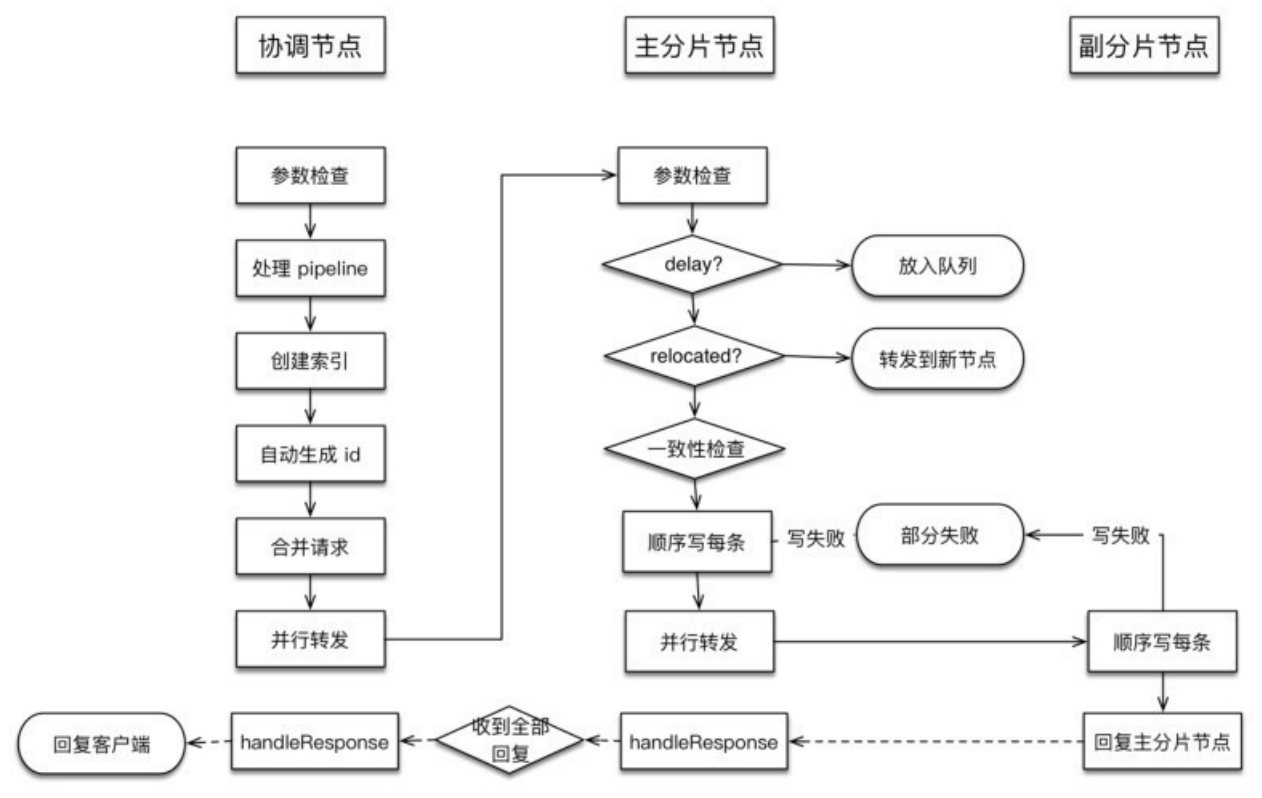 协调节点
主分片节点
副分片节点
参数检查
处理 pipeline
创建索引
自动生成 id
合并请求
并行转发
参数检查
delay?
放入队列
relocated?
转发到新节点
一致性检查
顺序写每条
写失败
部分失败
写失败
并行转发
顺序写每条
回复客户端
handleResponse
收到全部
回复
handleResponse
回复主分片节点